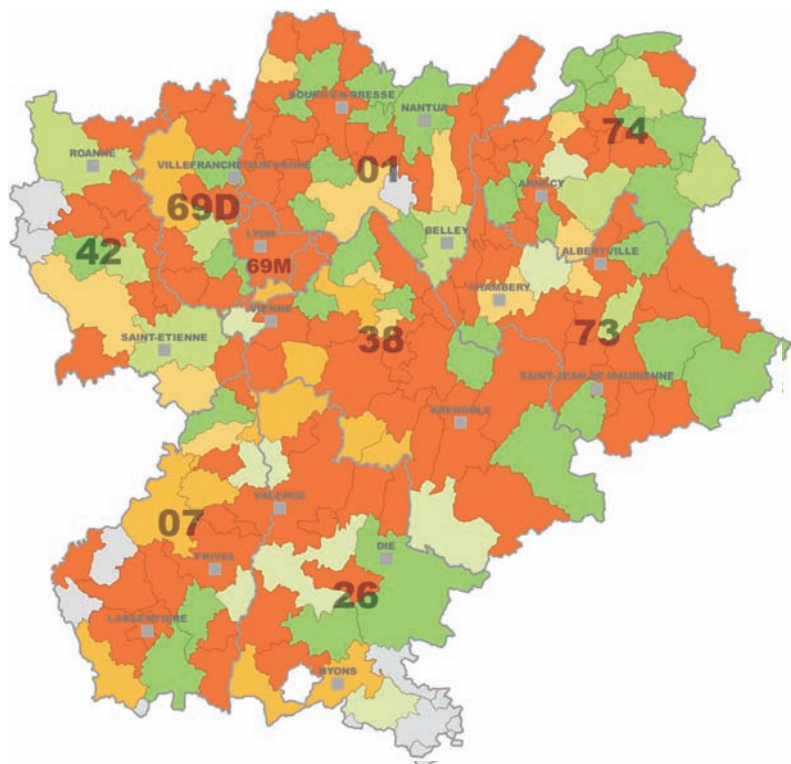 BOURG-EN-BRESSE
NANTUA
74
ROANNE
VILLEFRANCHE-SUR-SAONE
01
ANNECY
69D
LYON
BELLEY
42
69M
ALBERTVILLE
CHAMBERY
VIENNE
SAINT-ETIENNE
38
73
SAINT-JEAN-DE-MAURIENNE
GRENOBLE
VALENCE
07
DIE
PRIVAS
26
LARGENTIERE
NYONS